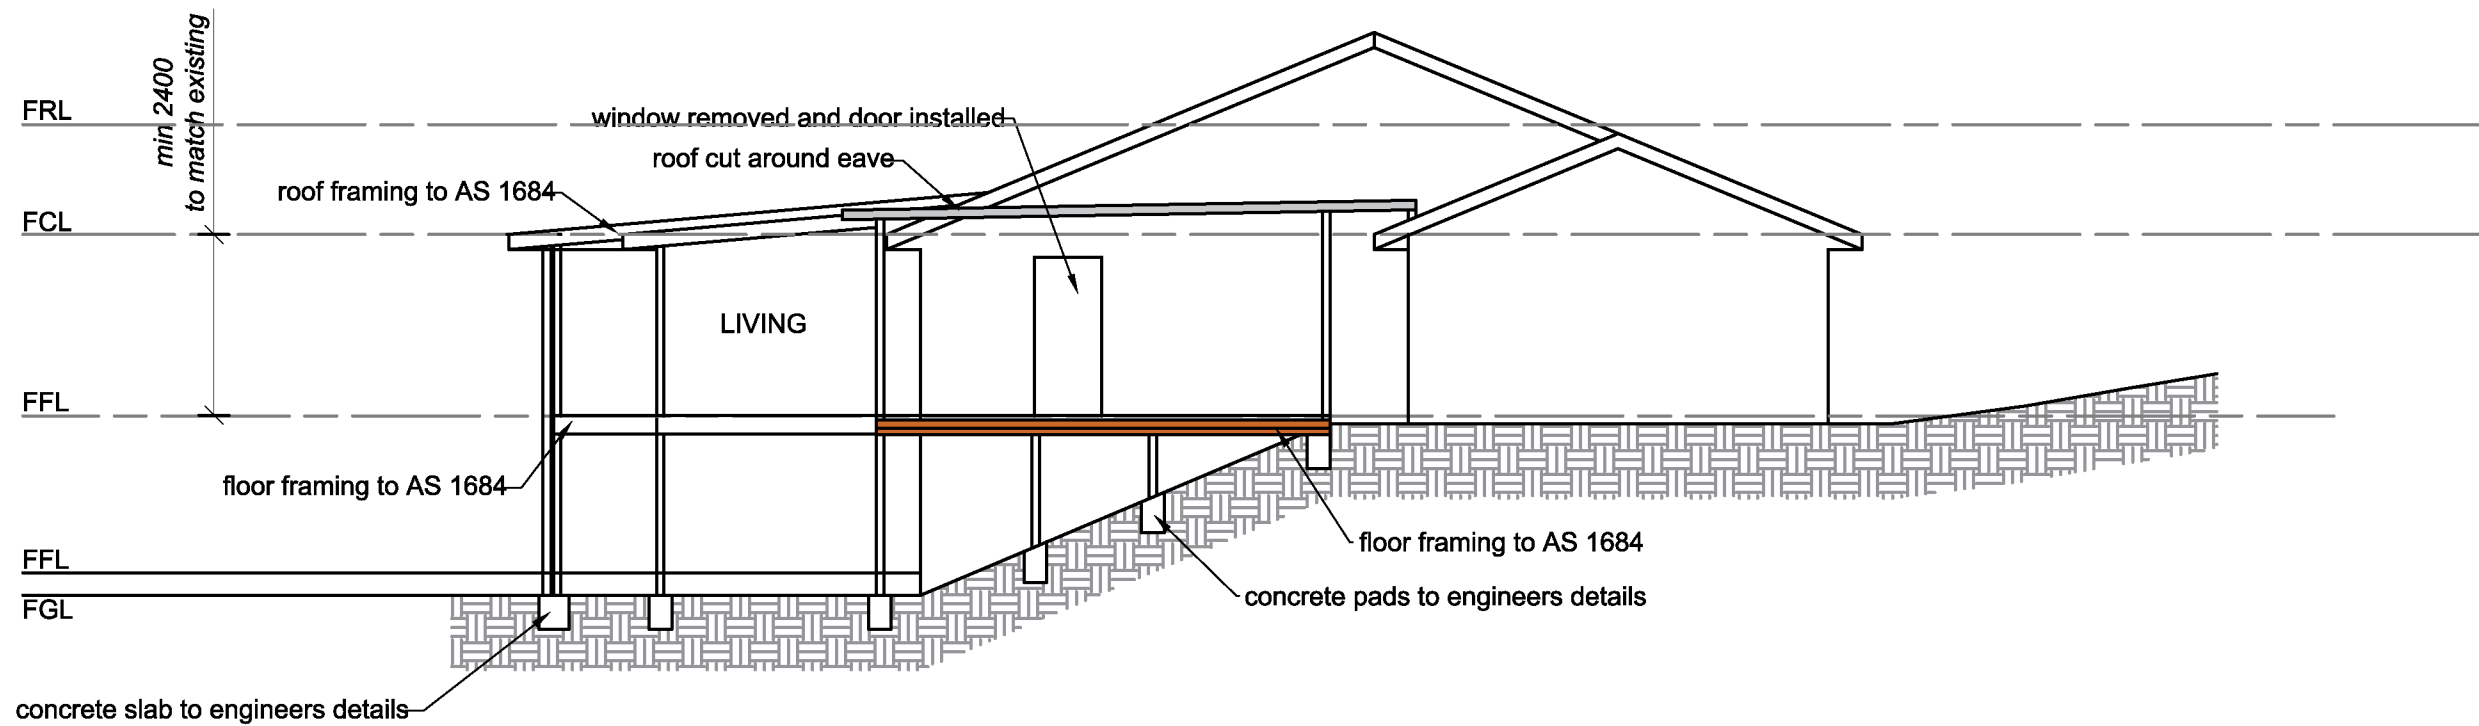 min 2400
to match existing
FRL
window removed and door installed
roof cut around eave
roof framing to AS 1684
FCL
LIVING
FFL
floor framing to AS 1684
floor framing to AS 1684
FFL
concrete pads to engineers details
FGL
concrete slab to engineers details